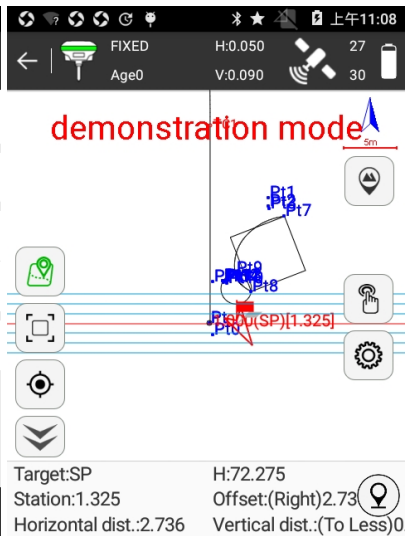 上午11:08
FIXED H:0.050 27
Age0 V:0.090 30
demonstration mode
5m
Pt1
Pt7
Pt9
Pt8
0(SP)[1.325]
Target:SP H:72.275
Station:1.325 Offset:(Right)2.73
Horizontal dist.:2.736 Vertical dist.:(To Less)0.